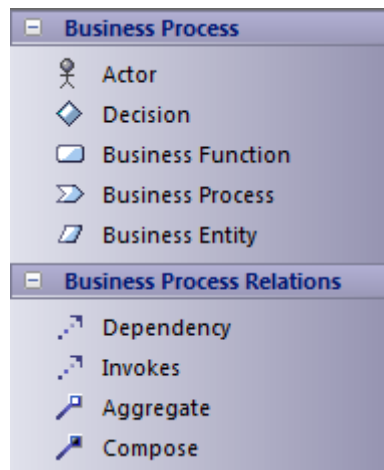 Business Process
Actor
Decision
Business Function
Business Process
Business Entity
Business Process Relations
Dependency
Invokes
Aggregate
Compose